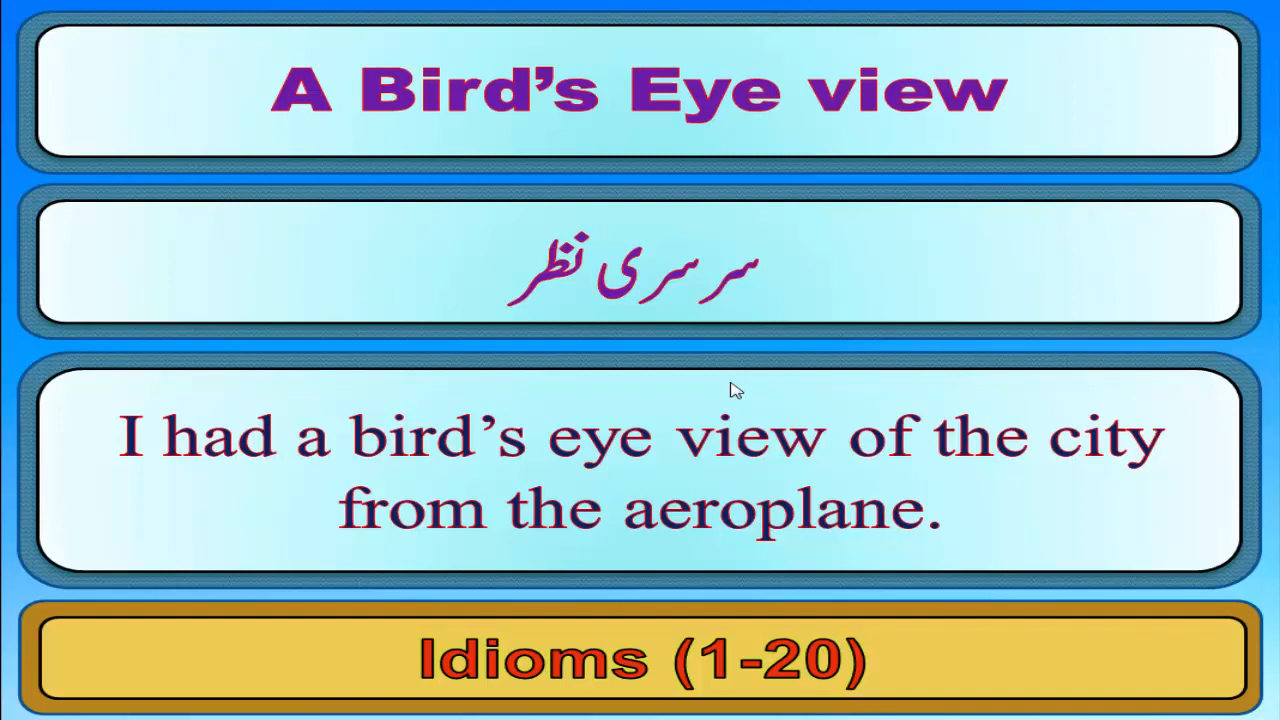 A Bird’s Eye view
سرسری نظر
I had a bird’s eye view of the city
from the aeroplane.
Idioms (1-20)